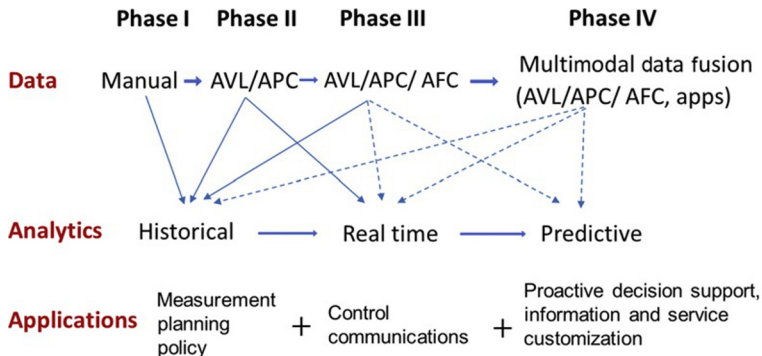 Phase I Phase II Phase III Phase IV
Data Manual AVL/APC AVL/APC/ AFC Multimodal data fusion
(AVL/APC/ AFC, apps)
Analytics Historical Real time Predictive
Applications
Measurement
planning
policy
+
Control
communications
+
Proactive decision support,
information and service
customization